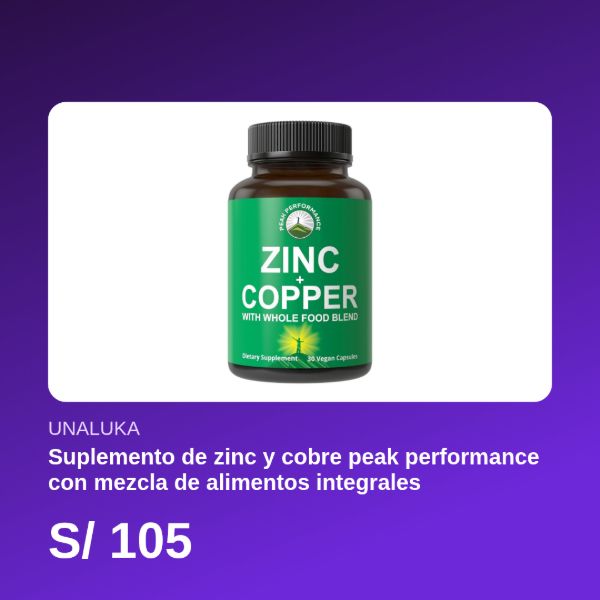 PEAK PERFORMANCE
ZINC
+
COPPER
WITH WHOLE FOOD BLEND
Dietary Supplement 30 Vegan Capsules
UNALUKA
Suplemento de zinc y cobre peak performance
con mezcla de alimentos integrales
S/ 105